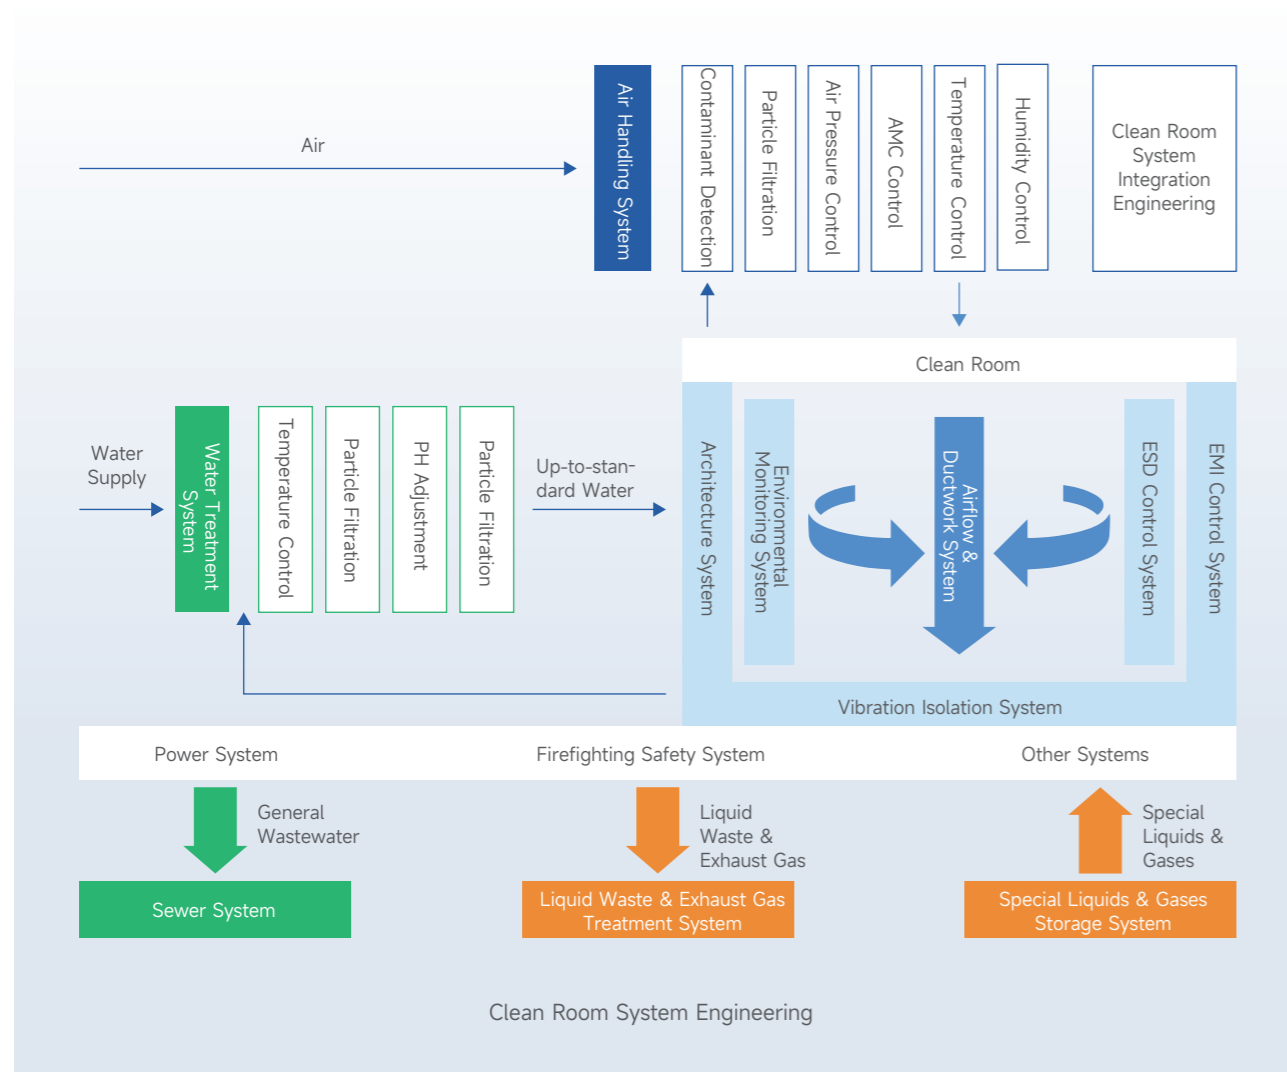 Air
Air Handling System
Contaminant Detection
Particle Filtration
Air Pressure Control
AMC Control
Temperature Control
Humidity Control
Clean Room
System
Integration
Engineering
Clean Room
Water
Supply
Water Treatment
System
Temperature Control
Particle Filtration
PH Adjustment
Particle Filtration
Up-to-stan-
dard Water
Architecture System
Environmental
Monitoring System
Airflow &
Ductwork System
ESD Control System
EMI Control System
Vibration Isolation System
Power System
Firefighting Safety System
Other Systems
General
Wastewater
Liquid
Waste &
Exhaust Gas
Special
Liquids &
Gases
Sewer System
Liquid Waste & Exhaust Gas
Treatment System
Special Liquids & Gases
Storage System
Clean Room System Engineering